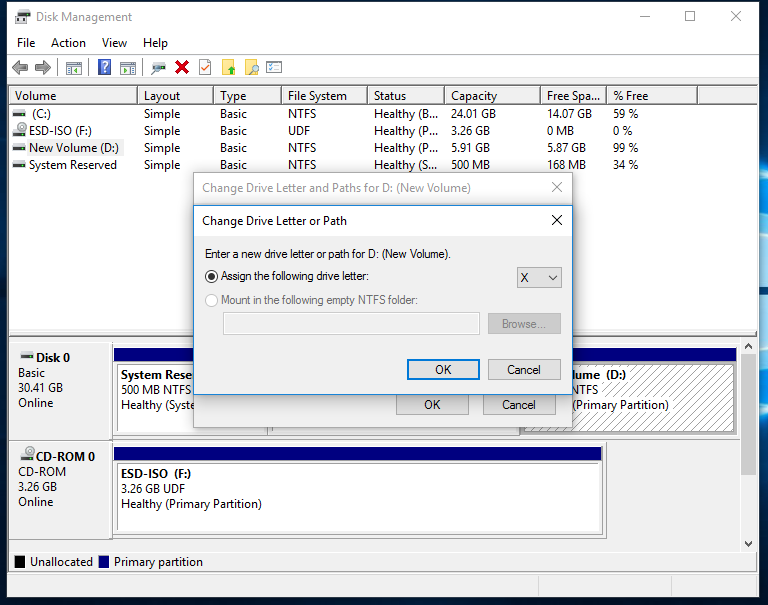 Disk Management
File Action View Help
Volume Layout Type File System Status Capacity Free Spa... % Free
(C:) Simple Basic NTFS Healthy (B... 24.01 GB 14.07 GB 59 %
ESD-ISO (F:) Simple Basic UDF Healthy (P... 3.26 GB 0 MB 0 %
New Volume (D:) Simple Basic NTFS Healthy (P... 5.91 GB 5.87 GB 99 %
System Reserved Simple Basic NTFS Healthy (S... 500 MB 168 MB 34 %
Change Drive Letter and Paths for D: (New Volume)
Change Drive Letter or Path
Enter a new drive letter or path for D: (New Volume).
Assign the following drive letter: X
Mount in the following empty NTFS folder:
Browse...
OK Cancel
OK Cancel
Disk 0
Basic
30.41 GB
Online
System Rese
500 MB NTFS
Healthy (Syste
lume (D:)
NTFS
(Primary Partition)
CD-ROM 0
CD-ROM
3.26 GB
Online
ESD-ISO (F:)
3.26 GB UDF
Healthy (Primary Partition)
Unallocated Primary partition